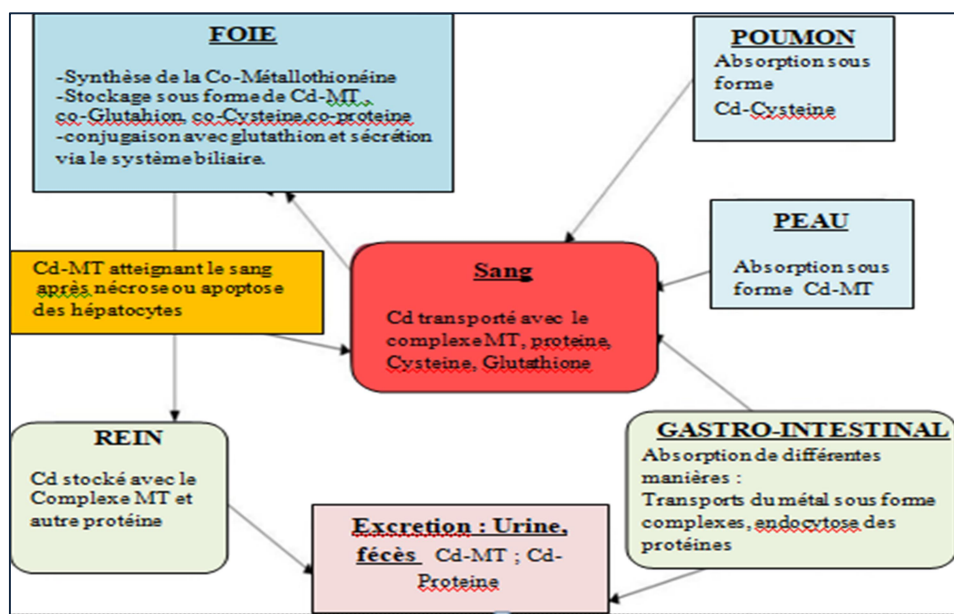 FOIE
-Synthèse de la Co-Métallothionéine
-Stockage sous forme de Cd-MT ,
co-Glutahion, co-Cysteine,co-proteine
-conjugaison avec glutathion et sécrétion
via le système biliaire.
POUMON
Absorption sous
forme
Cd-Cysteine
PEAU
Absorption sous
forme Cd-MT
Cd-MT atteignant le sang
après nécrose ou apoptose
des hépatocytes
Sang
Cd transporté avec le
complexe MT, proteine,
Cysteine, Glutathione
REIN
Cd stocké avec le
Complexe MT et
autre protéine
GASTRO-INTESTINAL
Absorption de différentes
manières :
Transports du métal sous forme
complexes, endocytose des
protéines
Excretion : Urine,
fécès Cd-MT ; Cd-
Proteine